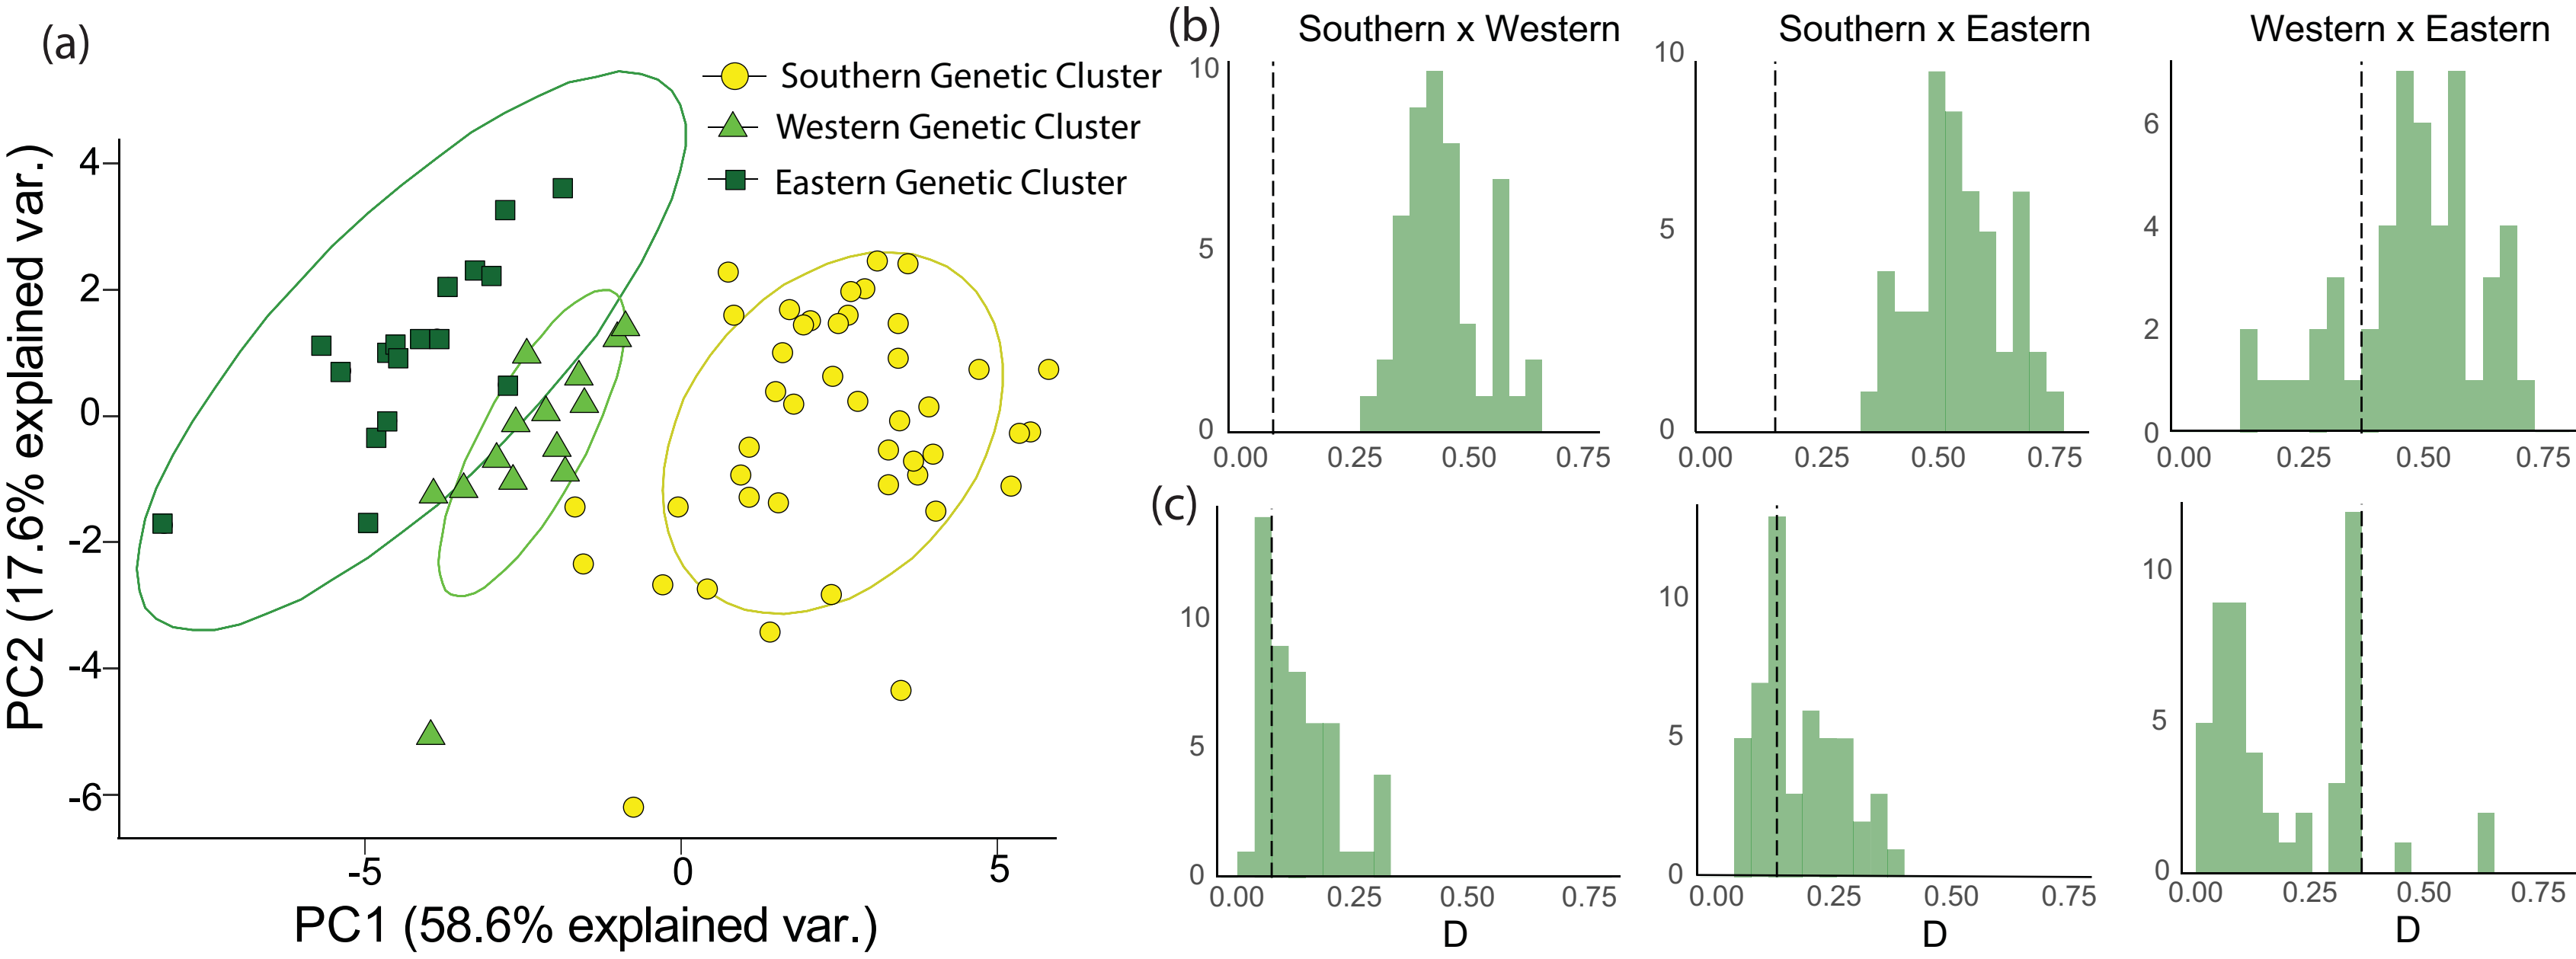 (a)
Southern Genetic Cluster
Western Genetic Cluster
Eastern Genetic Cluster
PC2 (17.6% explained var.)
4
2
0
-2
-4
-6
-5
0
5
PC1 (58.6% explained var.)
(b)
Southern x Western
10
5
0
0.00 0.25 0.50 0.75
Southern x Eastern
10
5
0
0.00 0.25 0.50 0.75
Western x Eastern
6
4
2
0
0.00 0.25 0.50 0.75
(c)
10
5
0
0.00 0.25 0.50 0.75
D
10
5
0
0.00 0.25 0.50 0.75
D
10
5
0
0.00 0.25 0.50 0.75
D